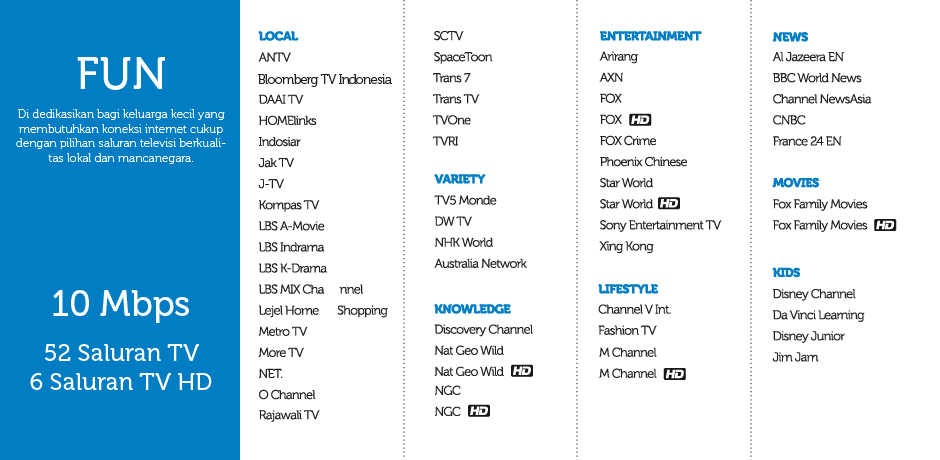 FUN
Di dedikasikan bagi keluarga kecil yang
membutuhkan koneksi internet cukup
dengan pilihan saluran televisi berkuali-
tas lokal dan mancanegara.
10 Mbps
52 Saluran TV
6 Saluran TV HD
LOCAL
ANTV
Bloomberg TV Indonesia
DAAI TV
HOMElinks
Indosiar
Jak TV
J-TV
Kompas TV
LBS A-Movie
LBS Indrama
LBS K-Drama
LBS MIX Cha nnel
Lejel Home Shopping
Metro TV
More TV
NET.
O Channel
Rajawali TV
SCTV
SpaceToon
Trans 7
Trans TV
TVOne
TVRI
VARIETY
TV5 Monde
DW TV
NHK World
Australia Network
KNOWLEDGE
Discovery Channel
Nat Geo Wild
Nat Geo Wild HD
NGC
NGC HD
ENTERTAINMENT
Arirang
AXN
FOX
FOX HD
FOX Crime
Phoenix Chinese
Star World
Star World HD
Sony Entertainment TV
Xing Kong
LIFESTYLE
Channel V Int.
Fashion TV
M Channel
M Channel HD
NEWS
Al Jazeera EN
BBC World News
Channel NewsAsia
CNBC
France 24 EN
MOVIES
Fox Family Movies
Fox Family Movies HD
KIDS
Disney Channel
Da Vinci Learning
Disney Junior
Jim Jam